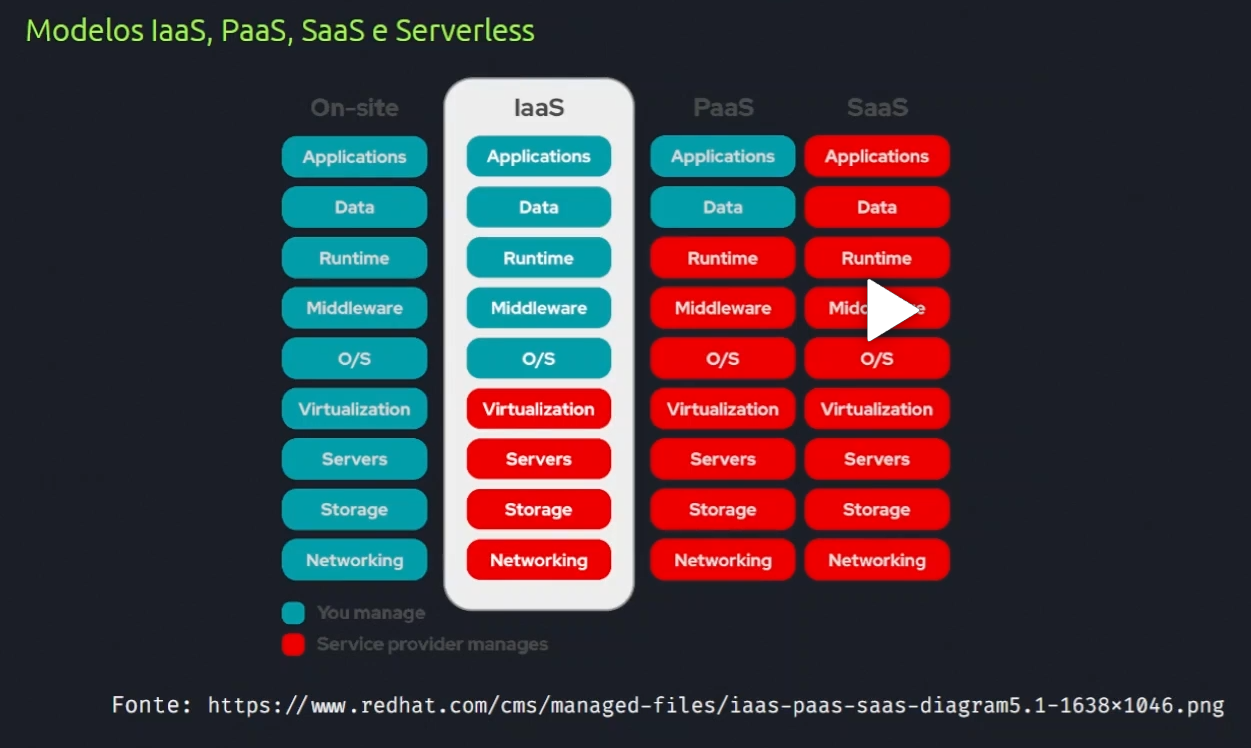 Modelos IaaS, PaaS, SaaS e Serverless
On-site IaaS PaaS SaaS
Applications Applications Applications Applications
Data Data Data Data
Runtime Runtime Runtime Runtime
Middleware Middleware Middleware
O/S O/S O/S O/S
Virtualization Virtualization Virtualization Virtualization
Servers Servers Servers Servers
Storage Storage Storage Storage
Networking Networking Networking Networking
You manage
Service provider manages
Fonte: https://www.redhat.com/cms/managed-files/iaas-paas-saas-diagram5.1-1638×1046.png